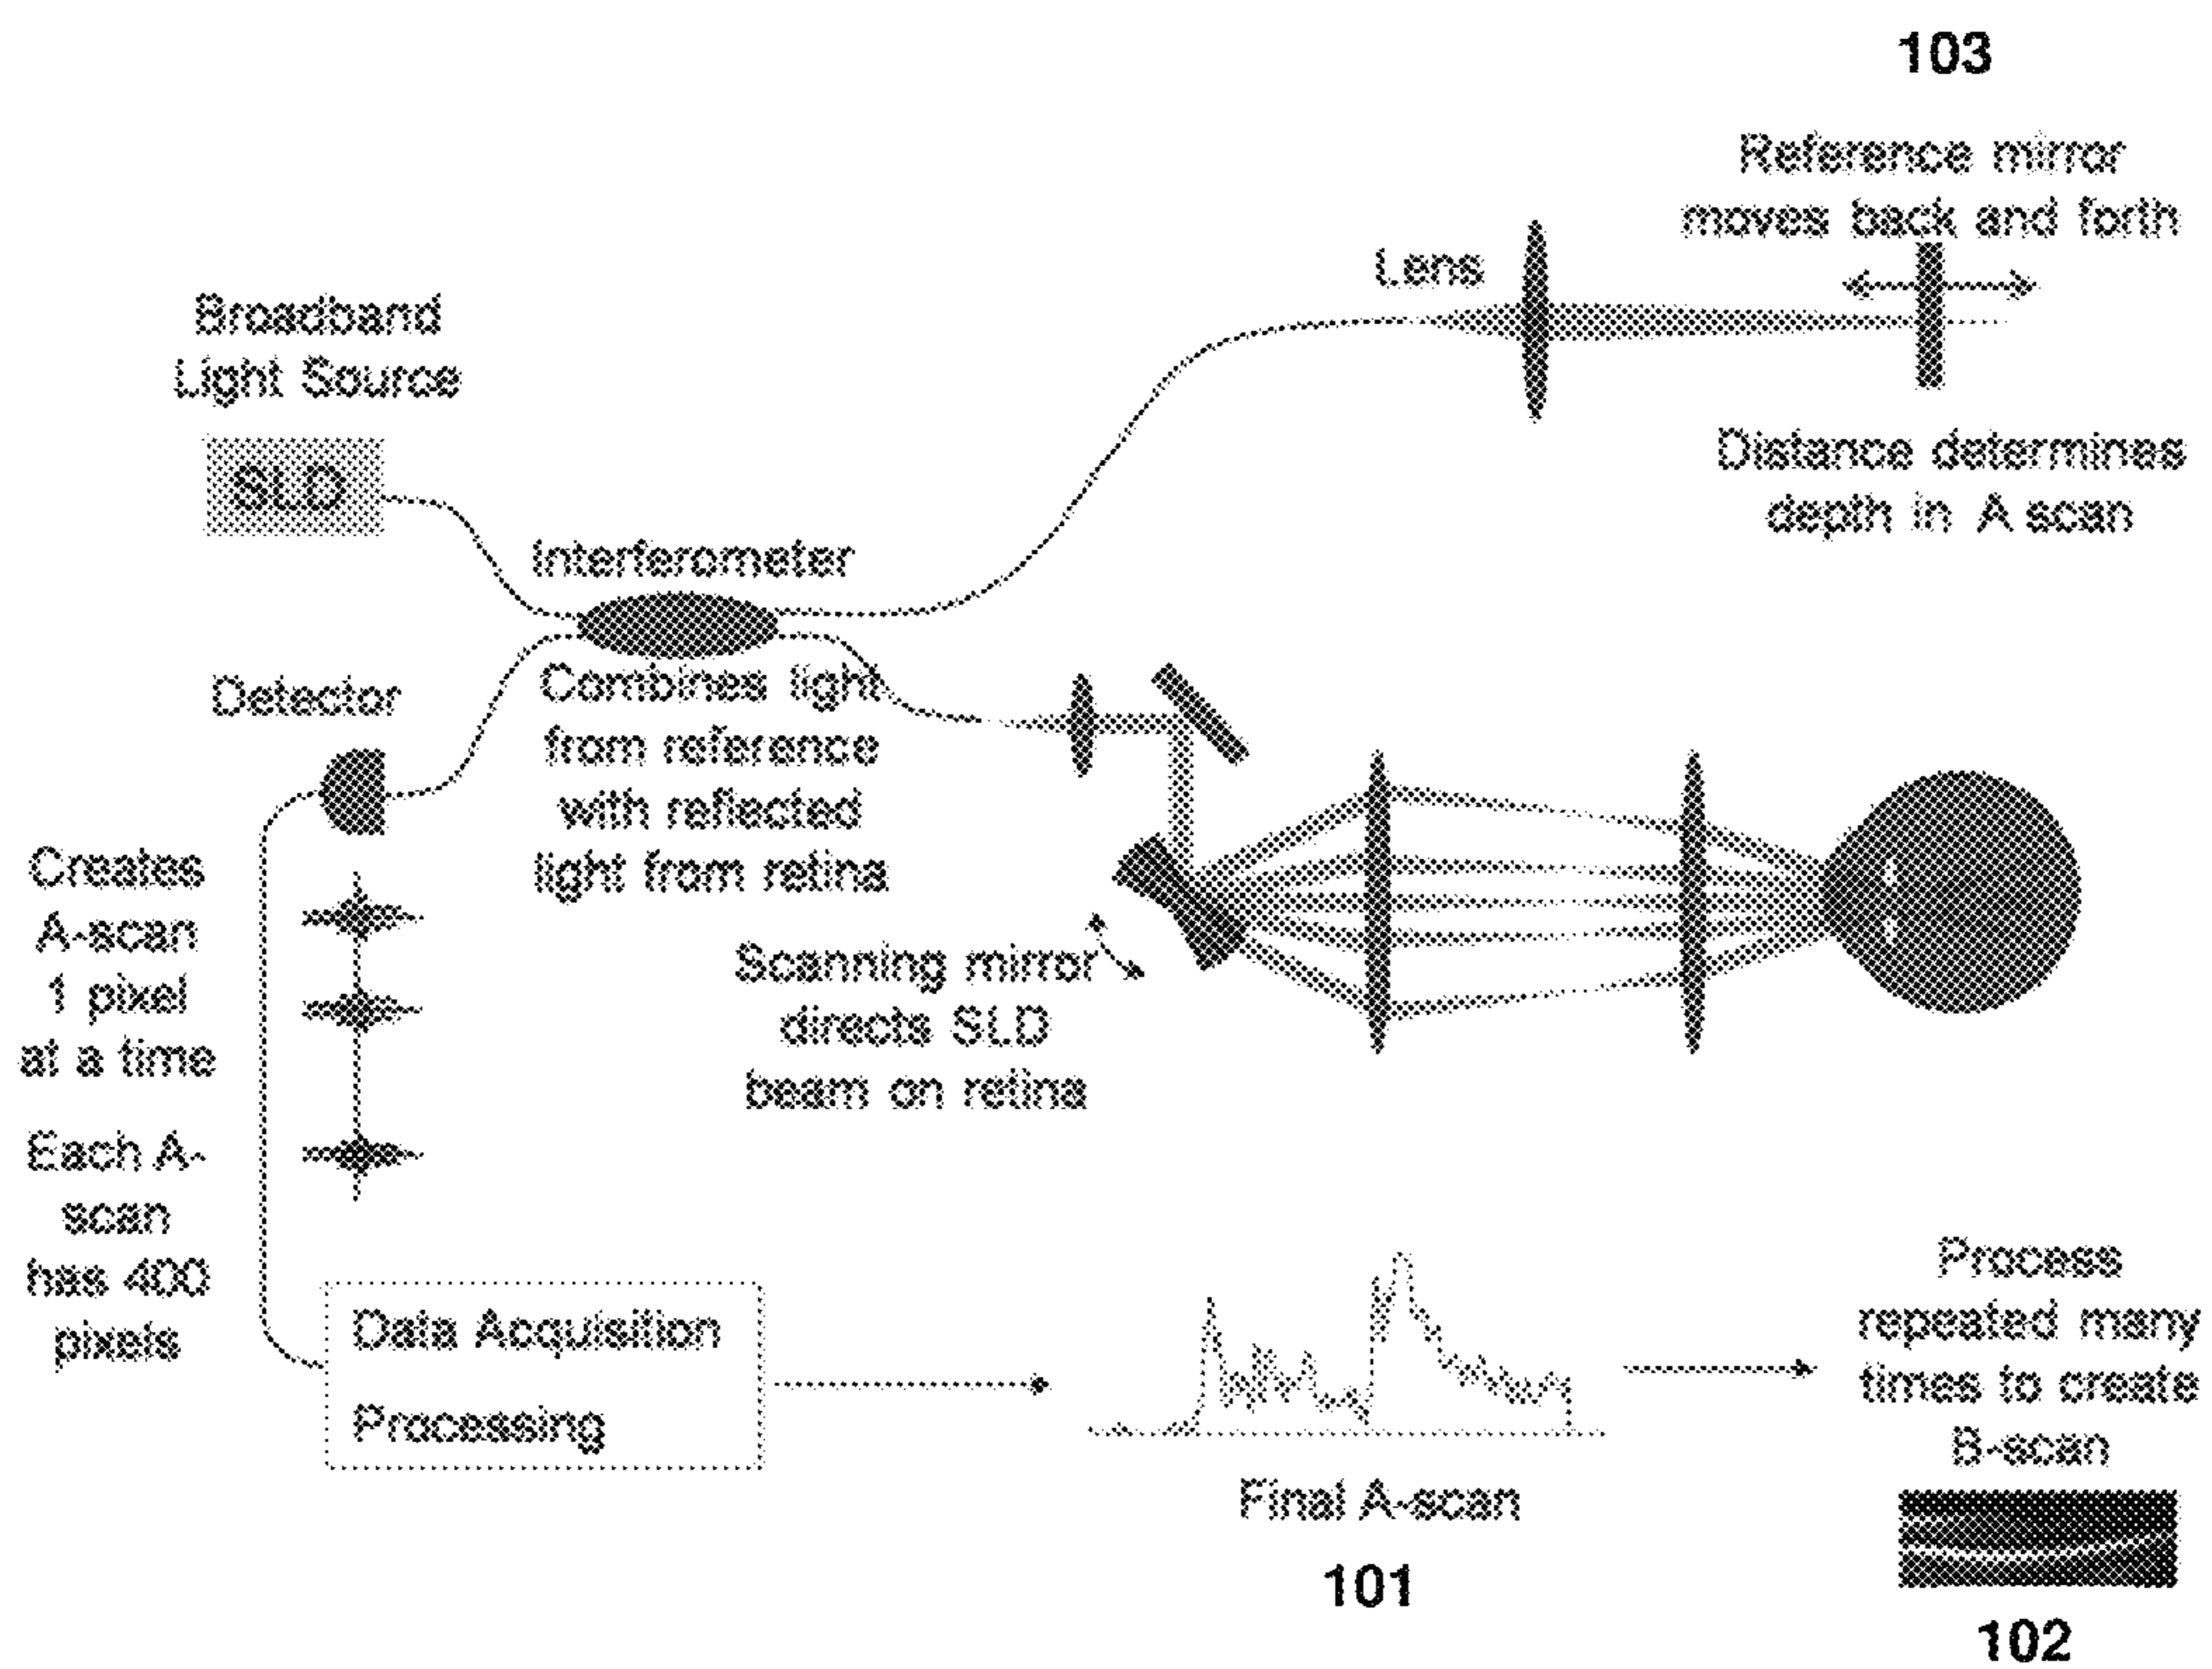 103
Reference mirror
moves back and forth
Lens
Broadband
Light Source
SLD
Distance determines
depth in A scan
Interferometer
Detector
Combines light
from reference
with reflected
light from retina
Creates
A-scan
1 pixel
at a time
Scanning mirror
directs SLD
beam on retina
Each A-
scan
has 400
pixels
Data Acquisition
Processing
Final A-scan
101
Process
repeated many
times to create
B-scan
102